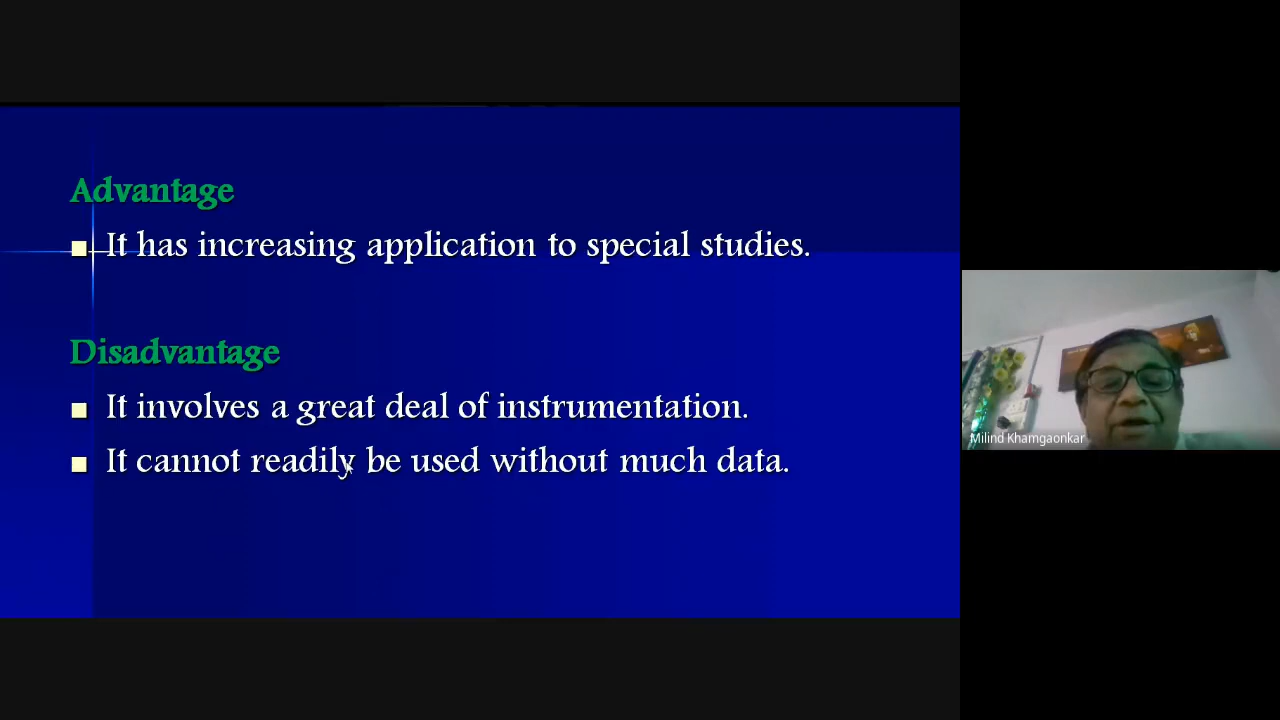 Advantage
It has increasing application to special studies.
Disadvantage
It involves a great deal of instrumentation.
It cannot readily be used without much data.
Milind Khamgaonkar